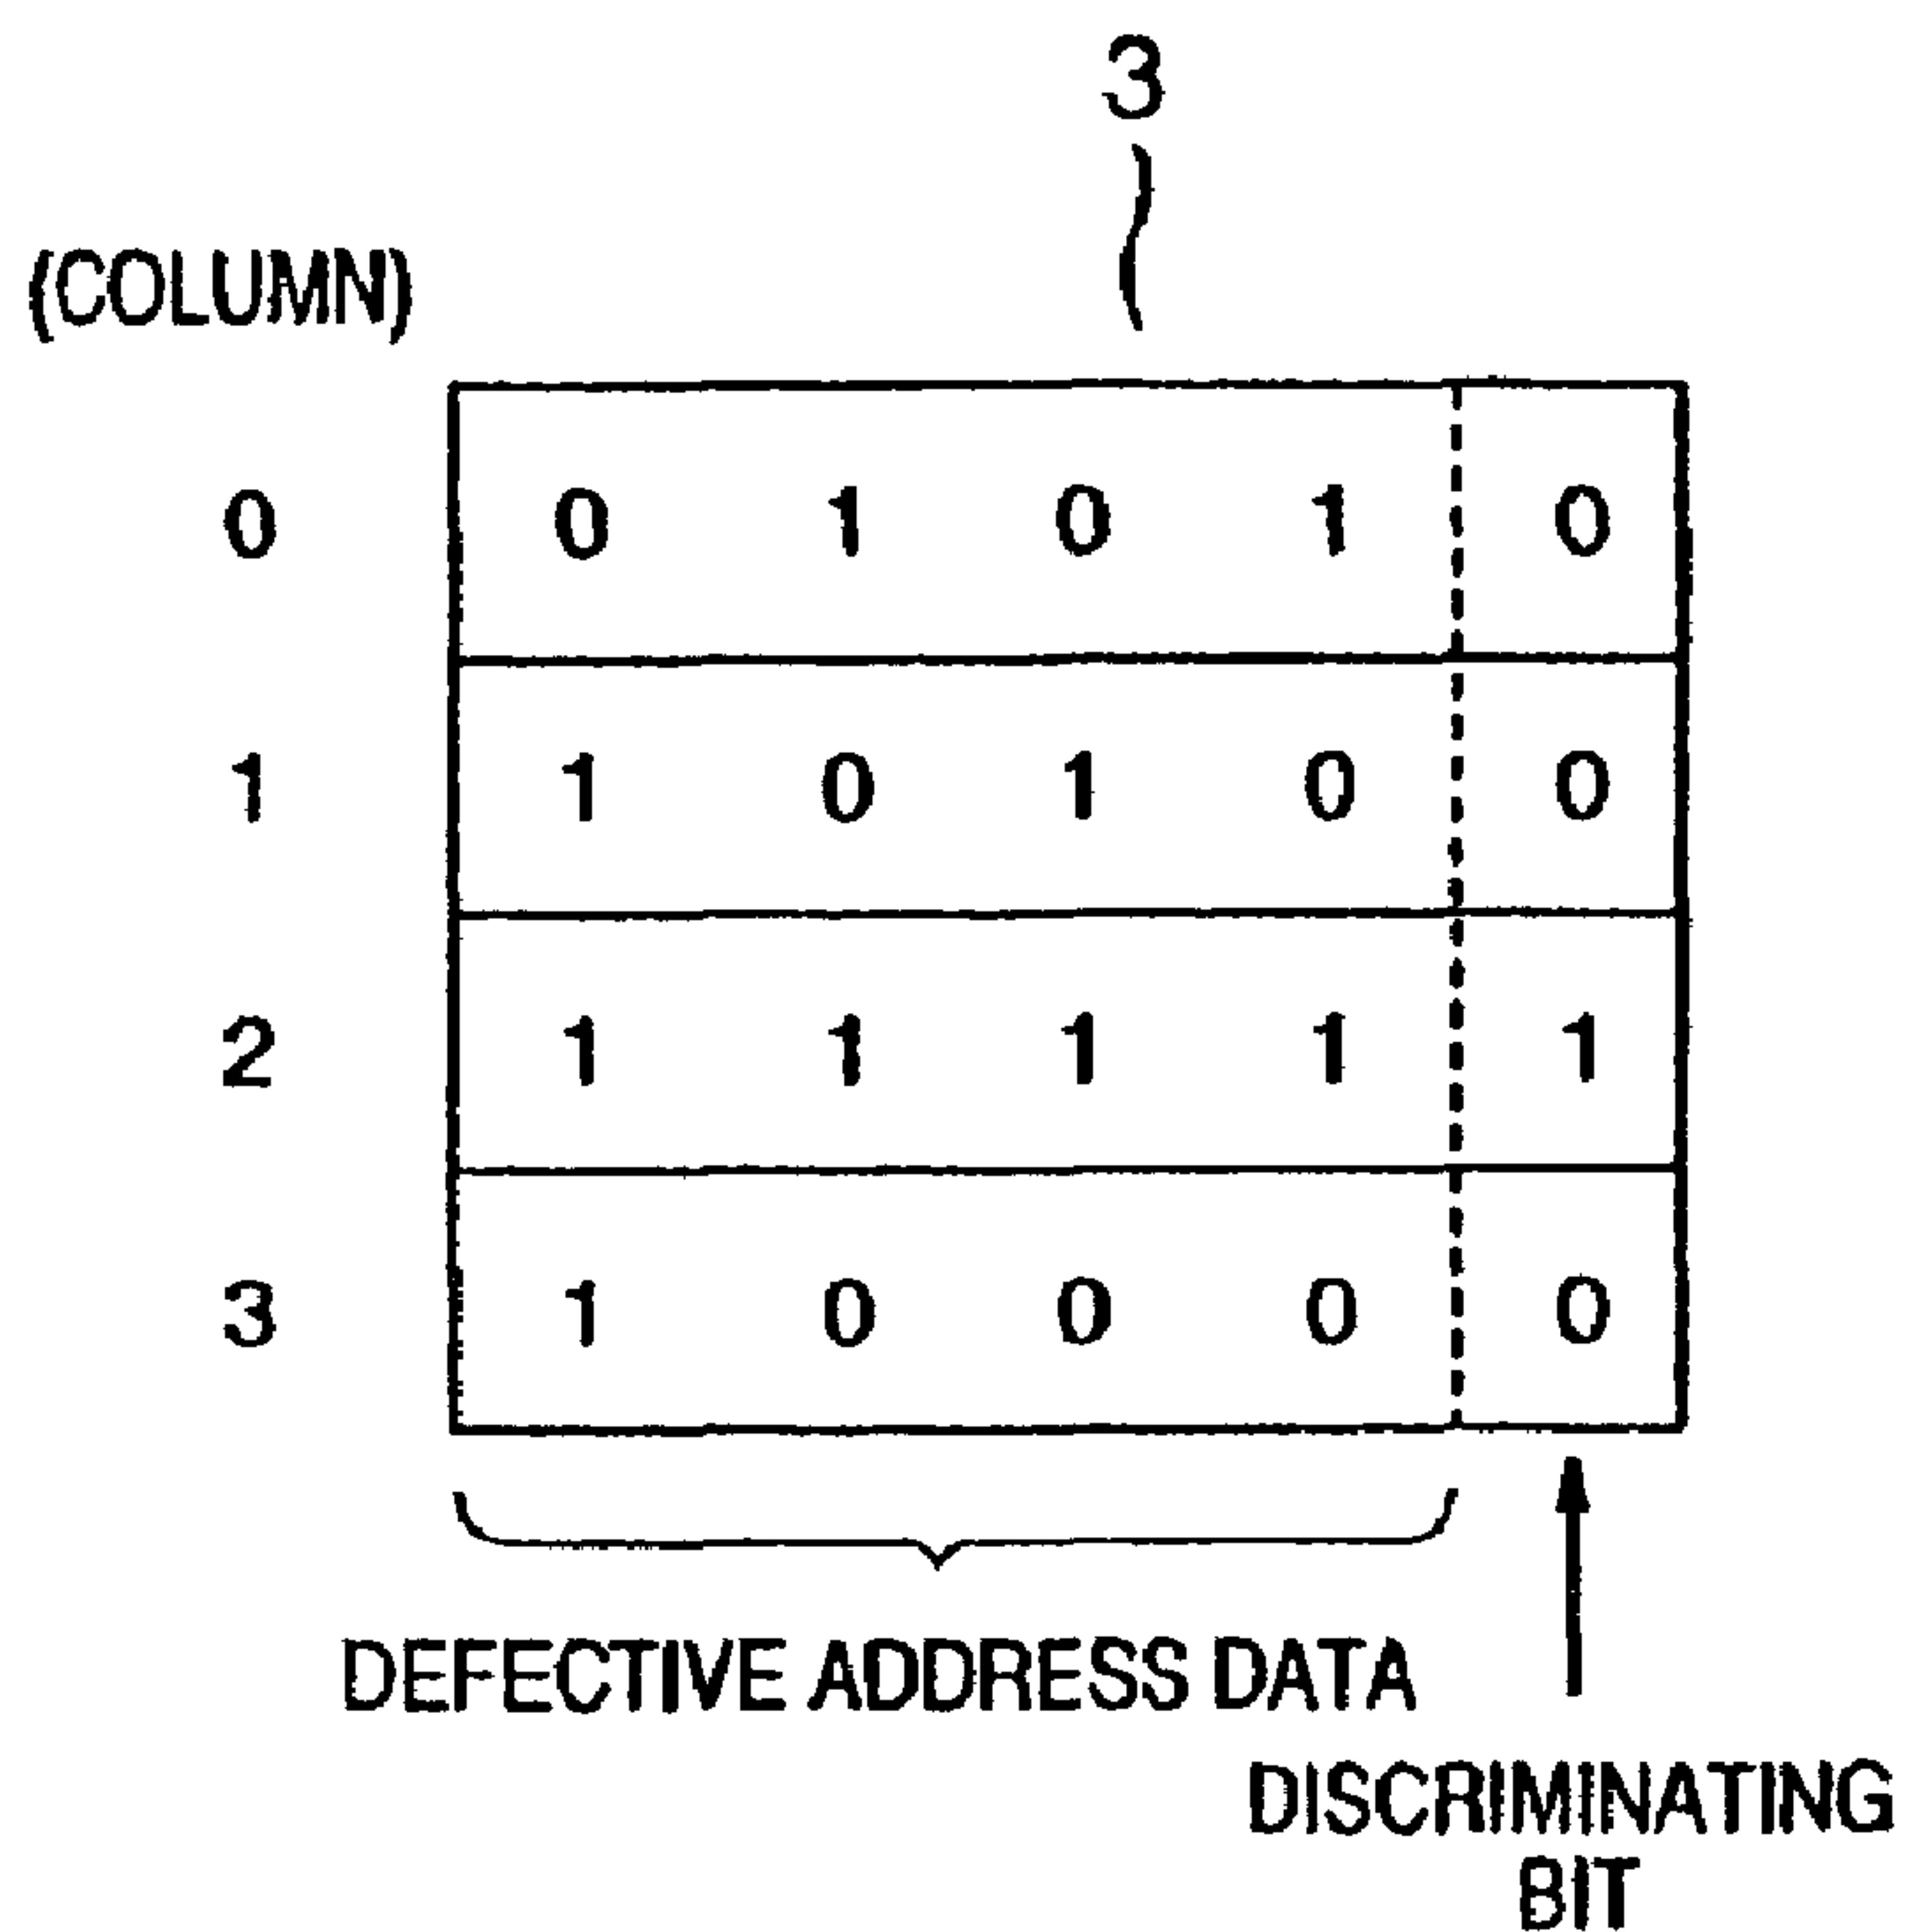 3
(COLUMN)
0 0 1 0 1 0
1 1 0 1 0 0
2 1 1 1 1 1
3 1 0 0 0 0
DEFECTIVE ADDRESS DATA
DISCRIMINATING
BIT